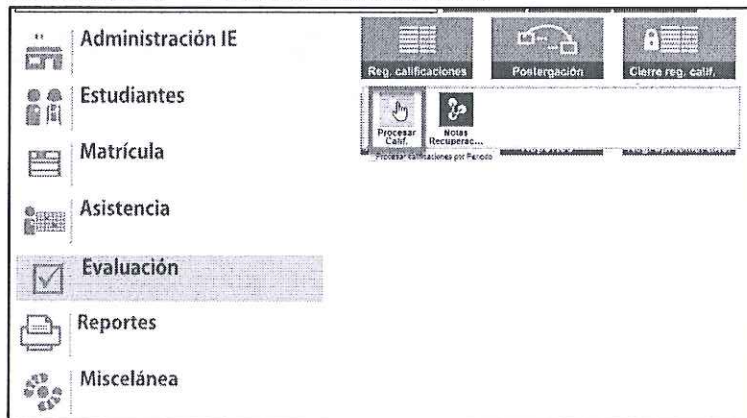 Administración IE
Estudiantes
Matrícula
Asistencia
Evaluación
Reportes
Miscelánea
Reg. calificaciones
Postergación
Cierre reg. calif.
Procesar
Calif.
Notas
Recuperac...
Procesar calificaciones por Periodo